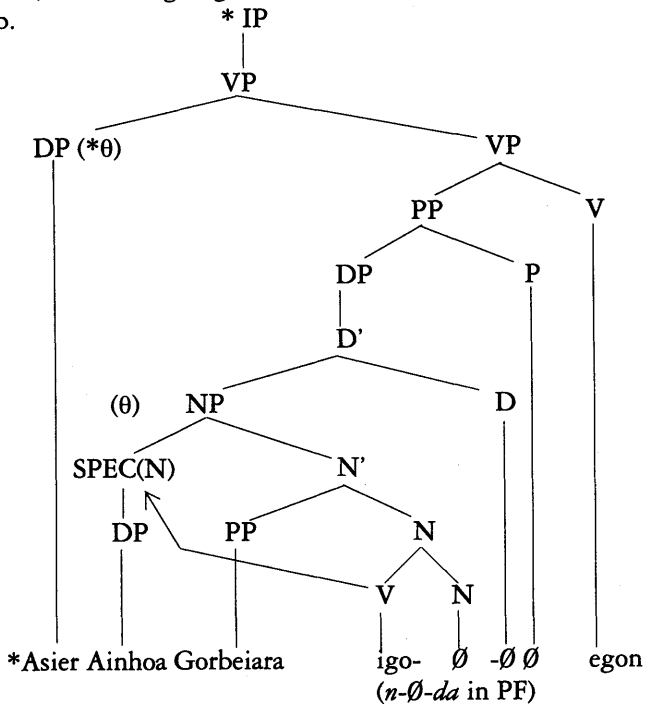 b.
* IP
VP
DP (*θ)
VP
PP
V
DP
P
D'
(θ) NP
D
SPEC(N)
N'
DP
PP
N
V
N
*Asier Ainhoa Gorbeiara igo- Ø -Ø Ø egon
(n-Ø-da in PF)